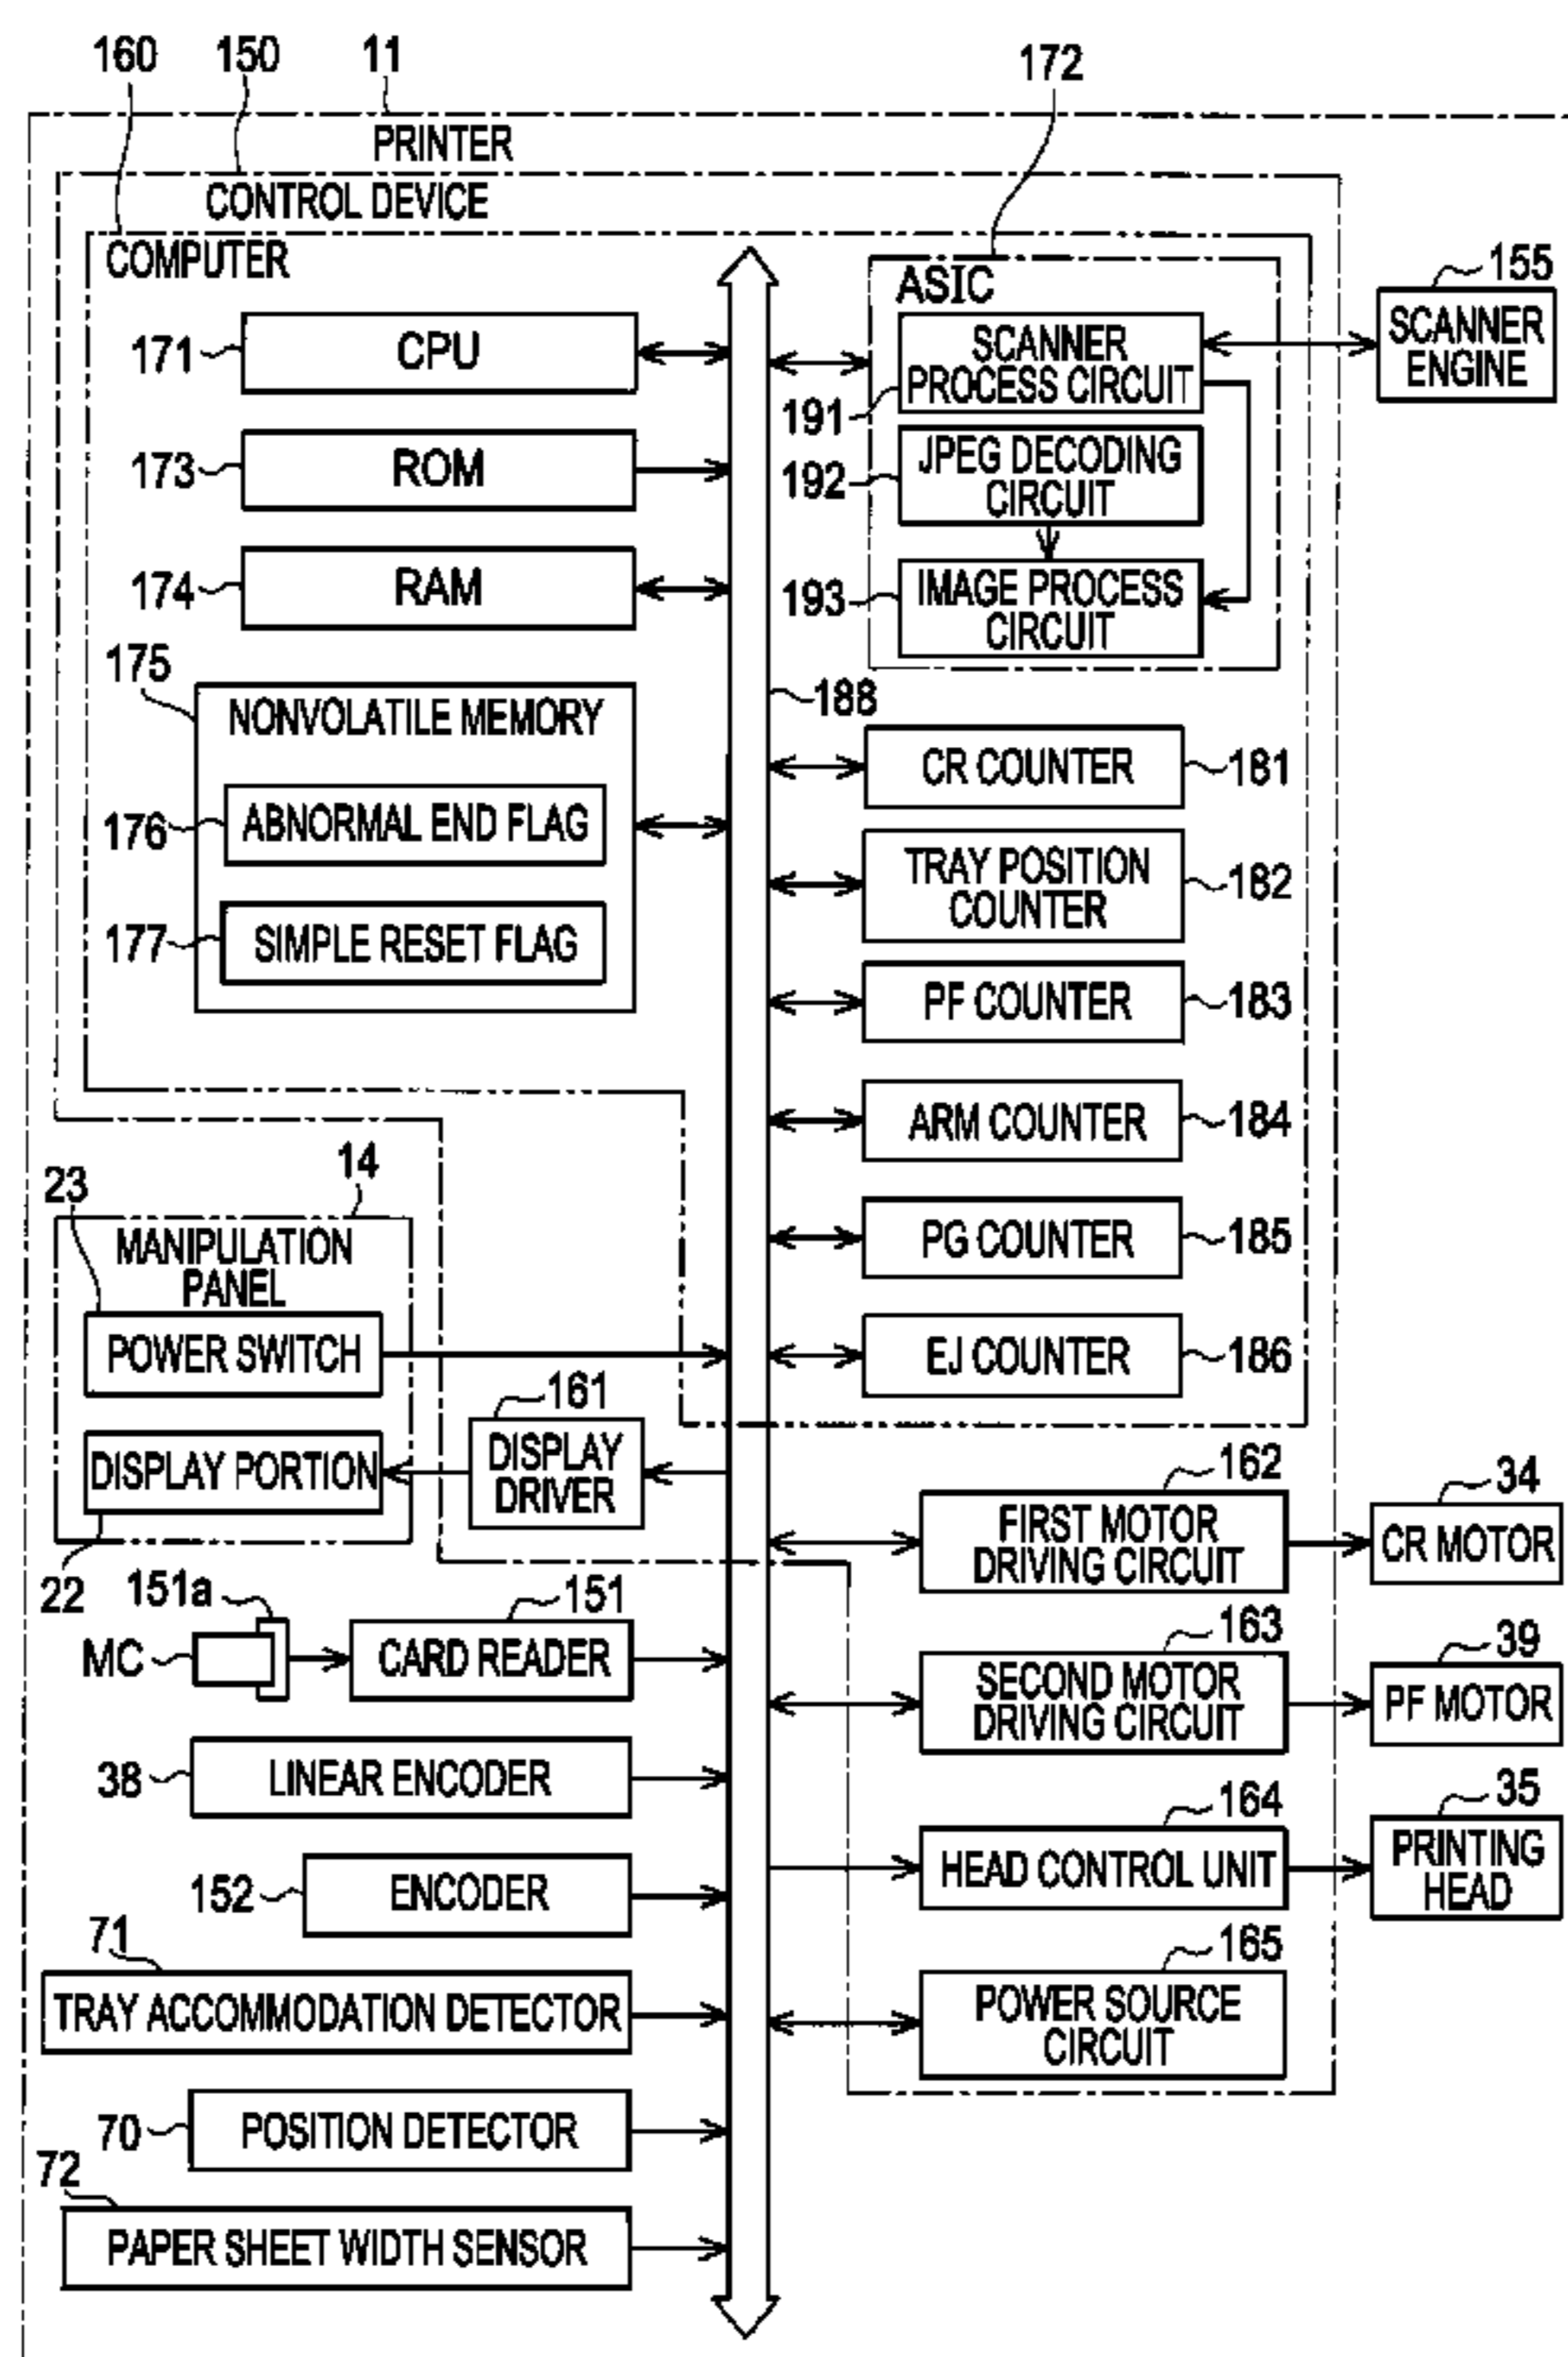 160
150
11
172
PRINTER
CONTROL DEVICE
COMPUTER
ASIC
155
SCANNER
ENGINE
171
CPU
SCANNER
PROCESS CIRCUIT
191
173
ROM
192
JPEG DECODING
CIRCUIT
174
RAM
193
IMAGE PROCESS
CIRCUIT
175
NONVOLATILE MEMORY
188
CR COUNTER
181
176
ABNORMAL END FLAG
TRAY POSITION
COUNTER
182
177
SIMPLE RESET FLAG
PF COUNTER
183
ARM COUNTER
184
14
23
MANIPULATION
PANEL
PG COUNTER
185
POWER SWITCH
EJ COUNTER
186
161
DISPLAY PORTION
DISPLAY
DRIVER
22
162
FIRST MOTOR
DRIVING CIRCUIT
34
CR MOTOR
151a
151
MC
CARD READER
163
SECOND MOTOR
DRIVING CIRCUIT
39
PF MOTOR
38
LINEAR ENCODER
164
HEAD CONTROL UNIT
35
PRINTING
HEAD
152
ENCODER
71
TRAY ACCOMMODATION DETECTOR
165
POWER SOURCE
CIRCUIT
70
POSITION DETECTOR
72
PAPER SHEET WIDTH SENSOR